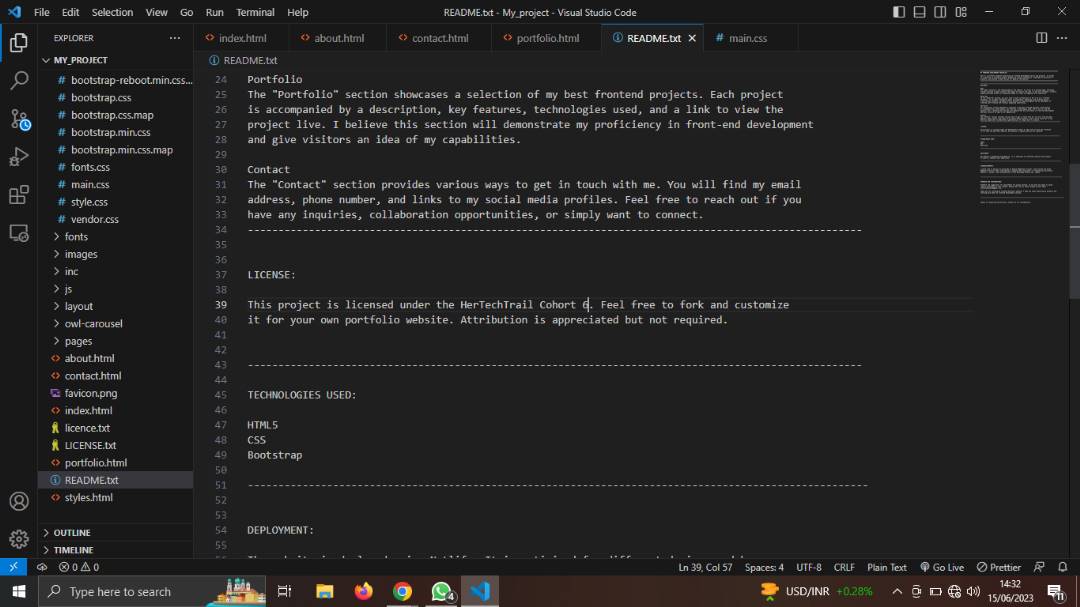 File Edit Selection View Go Run Terminal Help README.txt - My_project - Visual Studio Code
EXPLORER
MY_PROJECT
bootstrap-reboot.min.css...
bootstrap.css
bootstrap.css.map
bootstrap.min.css
bootstrap.min.css.map
fonts.css
main.css
style.css
vendor.css
fonts
images
inc
js
layout
owl-carousel
pages
about.html
contact.html
favicon.png
index.html
licence.txt
LICENSE.txt
portfolio.html
README.txt
styles.html
OUTLINE
TIMELINE
index.html about.html contact.html portfolio.html README.txt main.css
README.txt
24 Portfolio
25 The "Portfolio" section showcases a selection of my best frontend projects. Each project
26 is accompanied by a description, key features, technologies used, and a link to view the
27 project live. I believe this section will demonstrate my proficiency in front-end development
28 and give visitors an idea of my capabilities.
29
30 Contact
31 The "Contact" section provides various ways to get in touch with me. You will find my email
32 address, phone number, and links to my social media profiles. Feel free to reach out if you
33 have any inquiries, collaboration opportunities, or simply want to connect.
34 -----------------------------------------------------------------------------------------------------
35
36
37 LICENSE:
38
39 This project is licensed under the HerTechTrail Cohort 6. Feel free to fork and customize
40 it for your own portfolio website. Attribution is appreciated but not required.
41
42
43 -----------------------------------------------------------------------------------------------------
44
45 TECHNOLOGIES USED:
46
47 HTML5
48 CSS
49 Bootstrap
50
51 ------------------------------------------------------------------------------------------------------
52
53
54 DEPLOYMENT:
55
0 0 Ln 39, Col 57 Spaces: 4 UTF-8 CRLF Plain Text Go Live Prettier
Type here to search 4 USD/INR +0.28% 14:32
15/06/2023 11